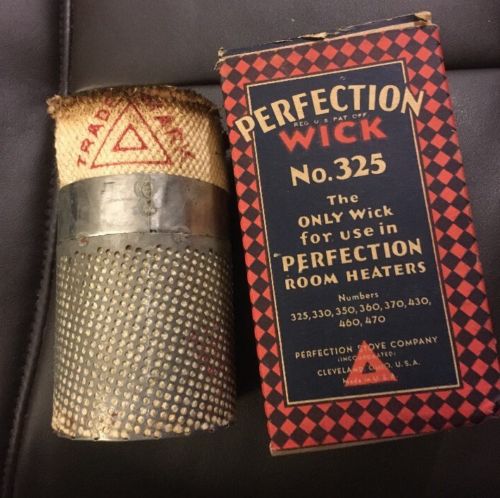 TRADE MARK
PERFECTION
REG. U.S. PAT. OFF.
WICK
No. 325
The
ONLY Wick
for use in
PERFECTION
ROOM HEATERS
Numbers
325, 330, 350, 360, 370, 430,
460, 470
PERFECTION STOVE COMPANY
(INCORPORATED)
CLEVELAND, OHIO, U.S.A.
Made in U.S.A.